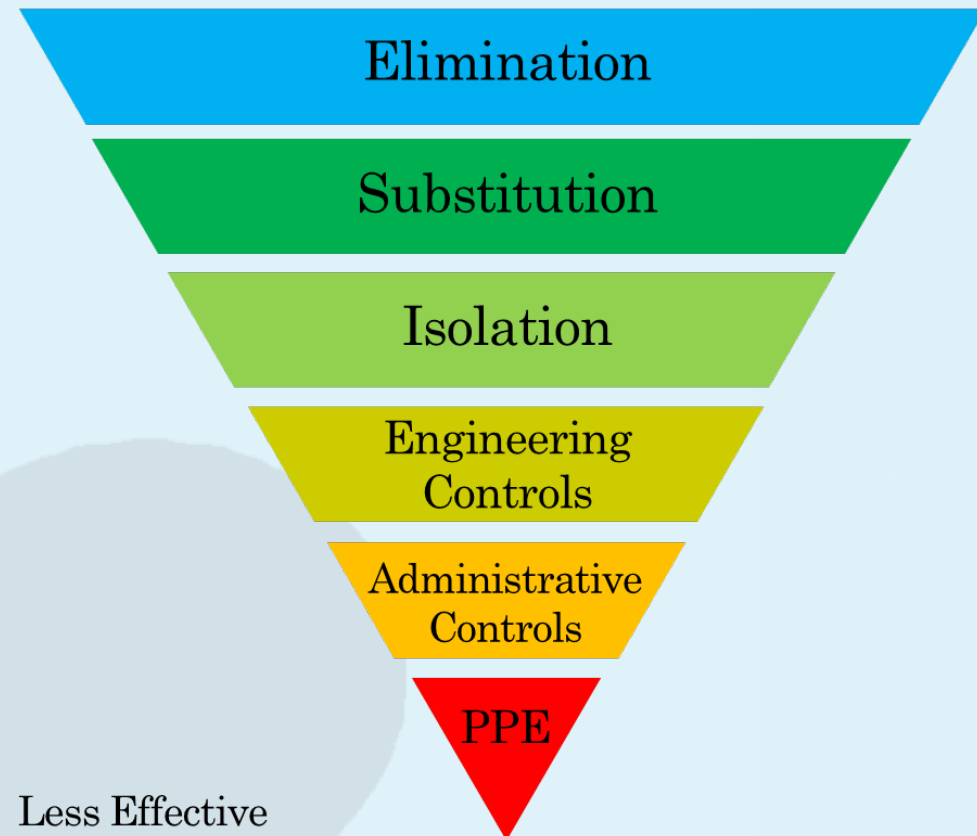 Elimination
Substitution
Isolation
Engineering
Controls
Administrative
Controls
PPE
Less Effective